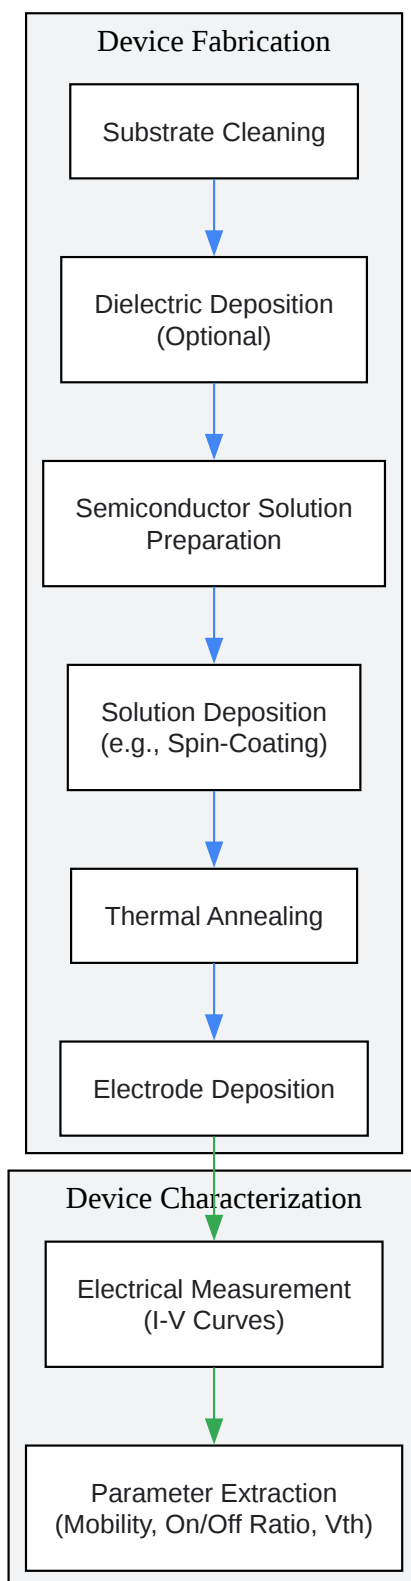 Device Fabrication
Substrate Cleaning
Dielectric Deposition
(Optional)
Semiconductor Solution
Preparation
Solution Deposition
(e.g., Spin-Coating)
Thermal Annealing
Electrode Deposition
Device Characterization
Electrical Measurement
(I-V Curves)
Parameter Extraction
(Mobility, On/Off Ratio, Vth)